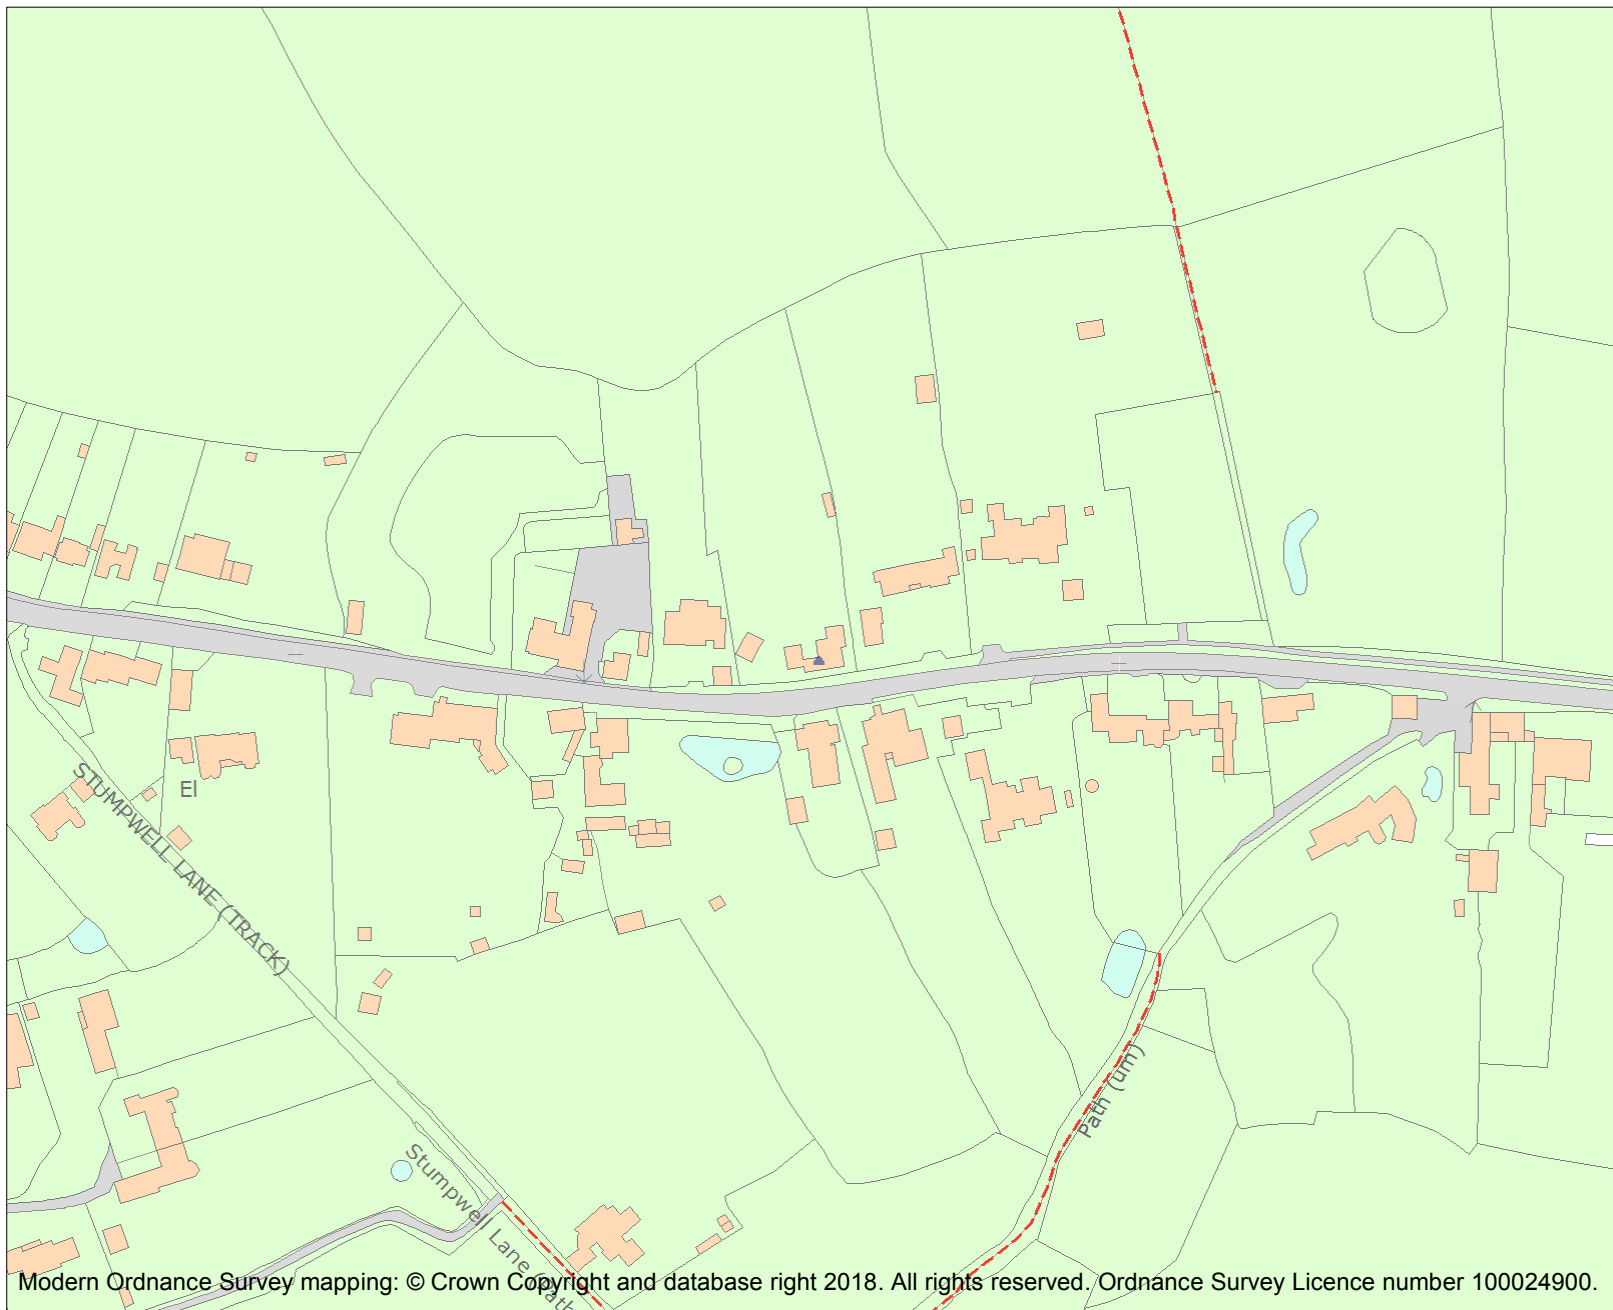 El
STUMPWELL LANE (TRACK)
Path (um)
Stumpwell Lane (Path
Modern Ordnance Survey mapping: © Crown Copyright and database right 2018. All rights reserved. Ordnance Survey Licence number 100024900.